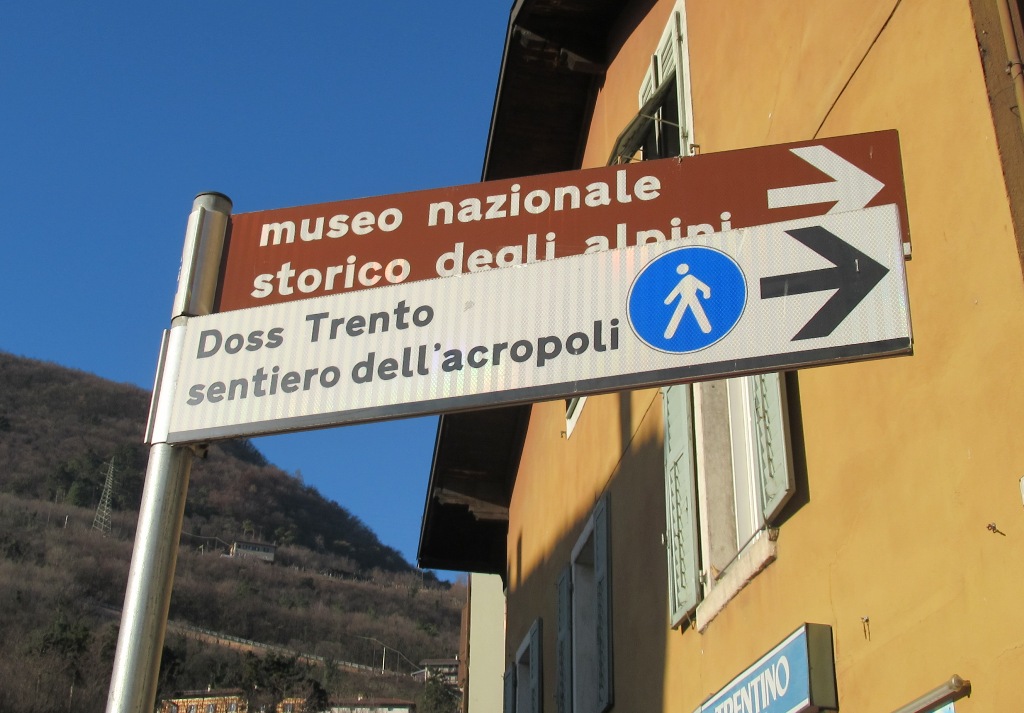 museo nazionale
storico degli alpini
Doss Trento
sentiero dell'acropoli
TRENTINO